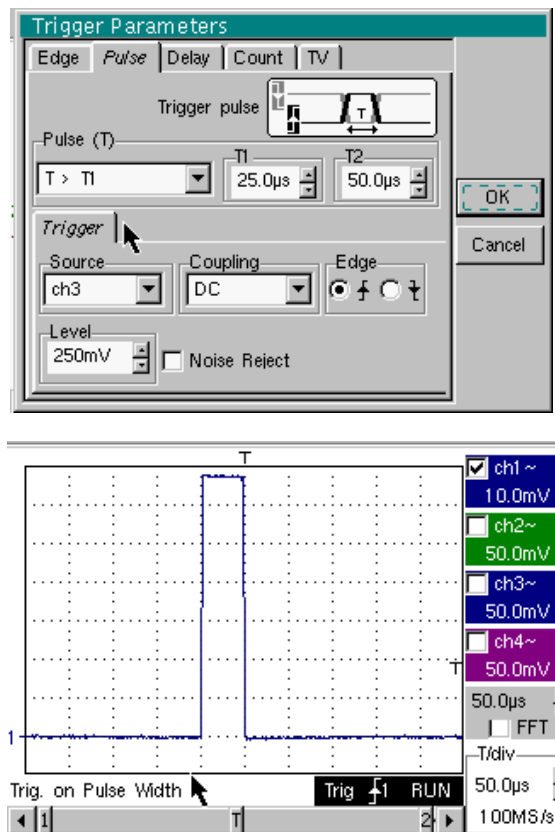 Trigger Parameters
Edge Pulse Delay Count TV
Trigger pulse T
Pulse (T)
T1 T2
T > T1 25.0µs 50.0µs
OK
Trigger
Cancel
Source Coupling Edge
ch3 DC
Level
250mV Noise Reject
T
ch1 ~
10.0mV
ch2~
50.0mV
ch3~
50.0mV
ch4~
T 50.0mV
50.0µs
FFT
1
T/div
Trig. on Pulse Width Trig 1 RUN 50.0µs
1 T 2 100MS/s